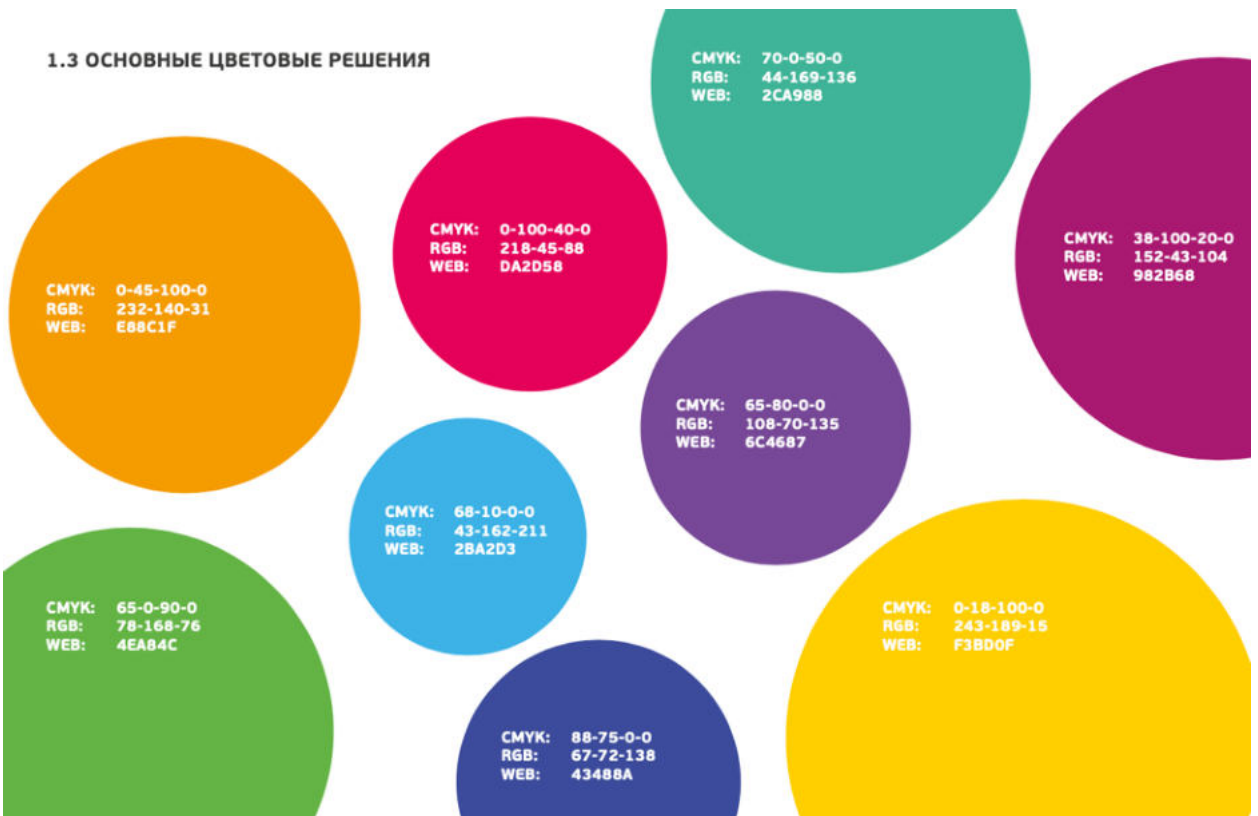 1.3 ОСНОВНЫЕ ЦВЕТОВЫЕ РЕШЕНИЯ
CMYK: 70-0-50-0
RGB: 44-169-136
WEB: 2CA988
CMYK: 0-100-40-0
RGB: 218-45-88
WEB: DA2D58
CMYK: 38-100-20-0
RGB: 152-43-104
WEB: 982B68
CMYK: 0-45-100-0
RGB: 232-140-31
WEB: E88C1F
CMYK: 65-80-0-0
RGB: 108-70-135
WEB: 6C4687
CMYK: 68-10-0-0
RGB: 43-162-211
WEB: 2BA2D3
CMYK: 65-0-90-0
RGB: 78-168-76
WEB: 4EA84C
CMYK: 0-18-100-0
RGB: 243-189-15
WEB: F3BD0F
CMYK: 88-75-0-0
RGB: 67-72-138
WEB: 43488A